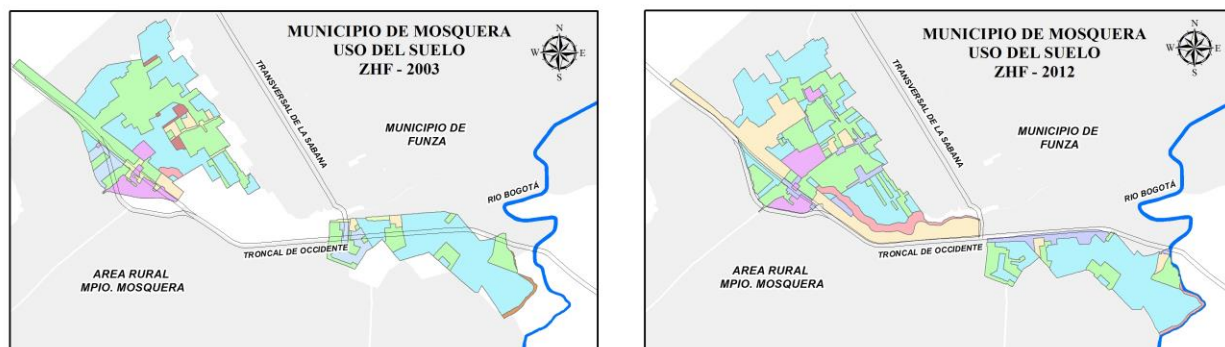 MUNICIPIO DE MOSQUERA
USO DEL SUELO
ZHF - 2003
N
W
E
S
TRANSVERSAL DE LA SABANA
MUNICIPIO DE
FUNZA
RIO BOGOTÁ
TRONCAL DE OCCIDENTE
AREA RURAL
MPIO. MOSQUERA
MUNICIPIO DE MOSQUERA
USO DEL SUELO
ZHF - 2012
N
W
E
S
TRANSVERSAL DE LA SABANA
MUNICIPIO DE
FUNZA
RIO BOGOTÁ
TRONCAL DE OCCIDENTE
AREA RURAL
MPIO. MOSQUERA